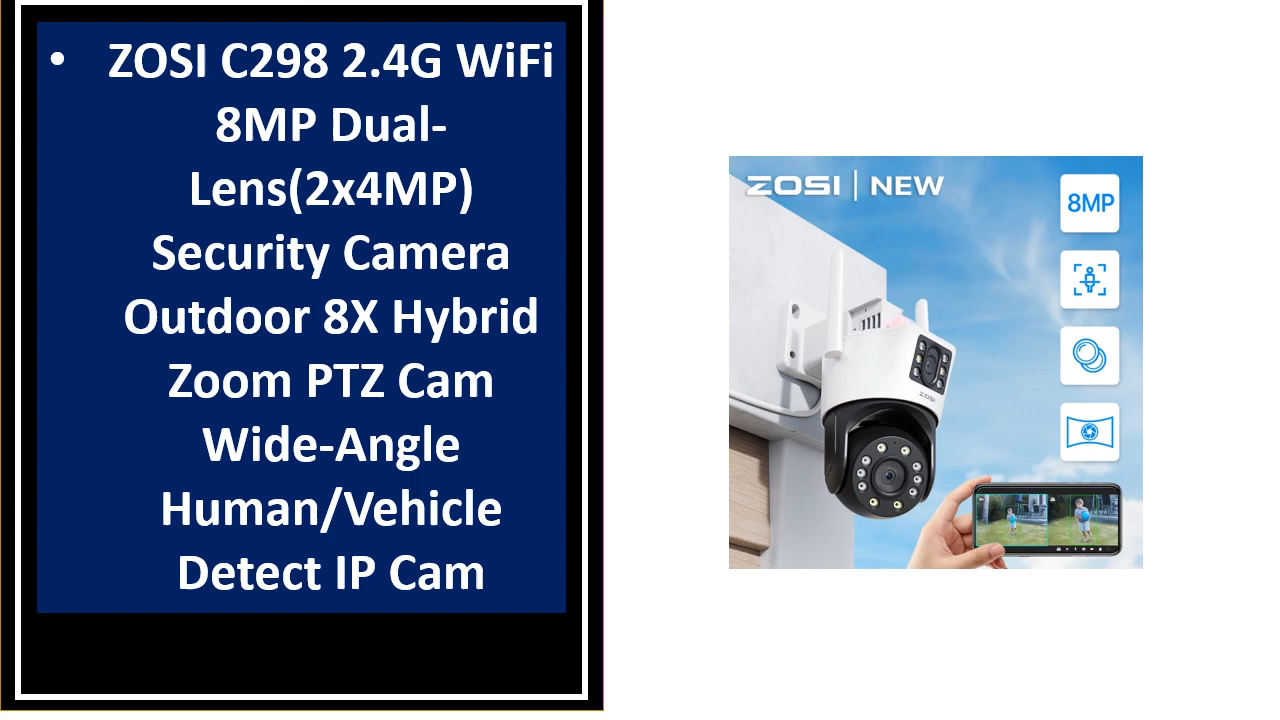 • ZOSI C298 2.4G WiFi
8MP Dual-
Lens(2x4MP)
Security Camera
Outdoor 8X Hybrid
Zoom PTZ Cam
Wide-Angle
Human/Vehicle
Detect IP Cam
ZOSI | NEW
8MP
ZOSI